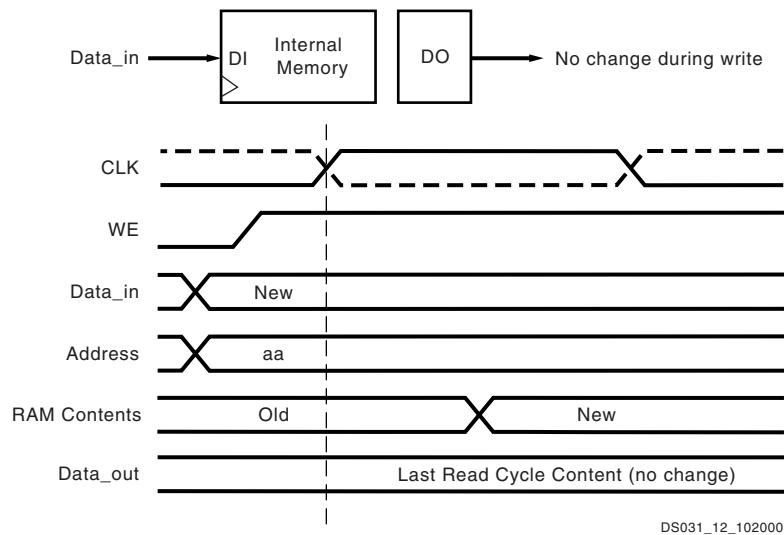 Data_in DI Internal Memory DO No change during write
CLK
WE
Data_in New
Address aa
RAM Contents Old New
Data_out Last Read Cycle Content (no change)
DS031_12_102000